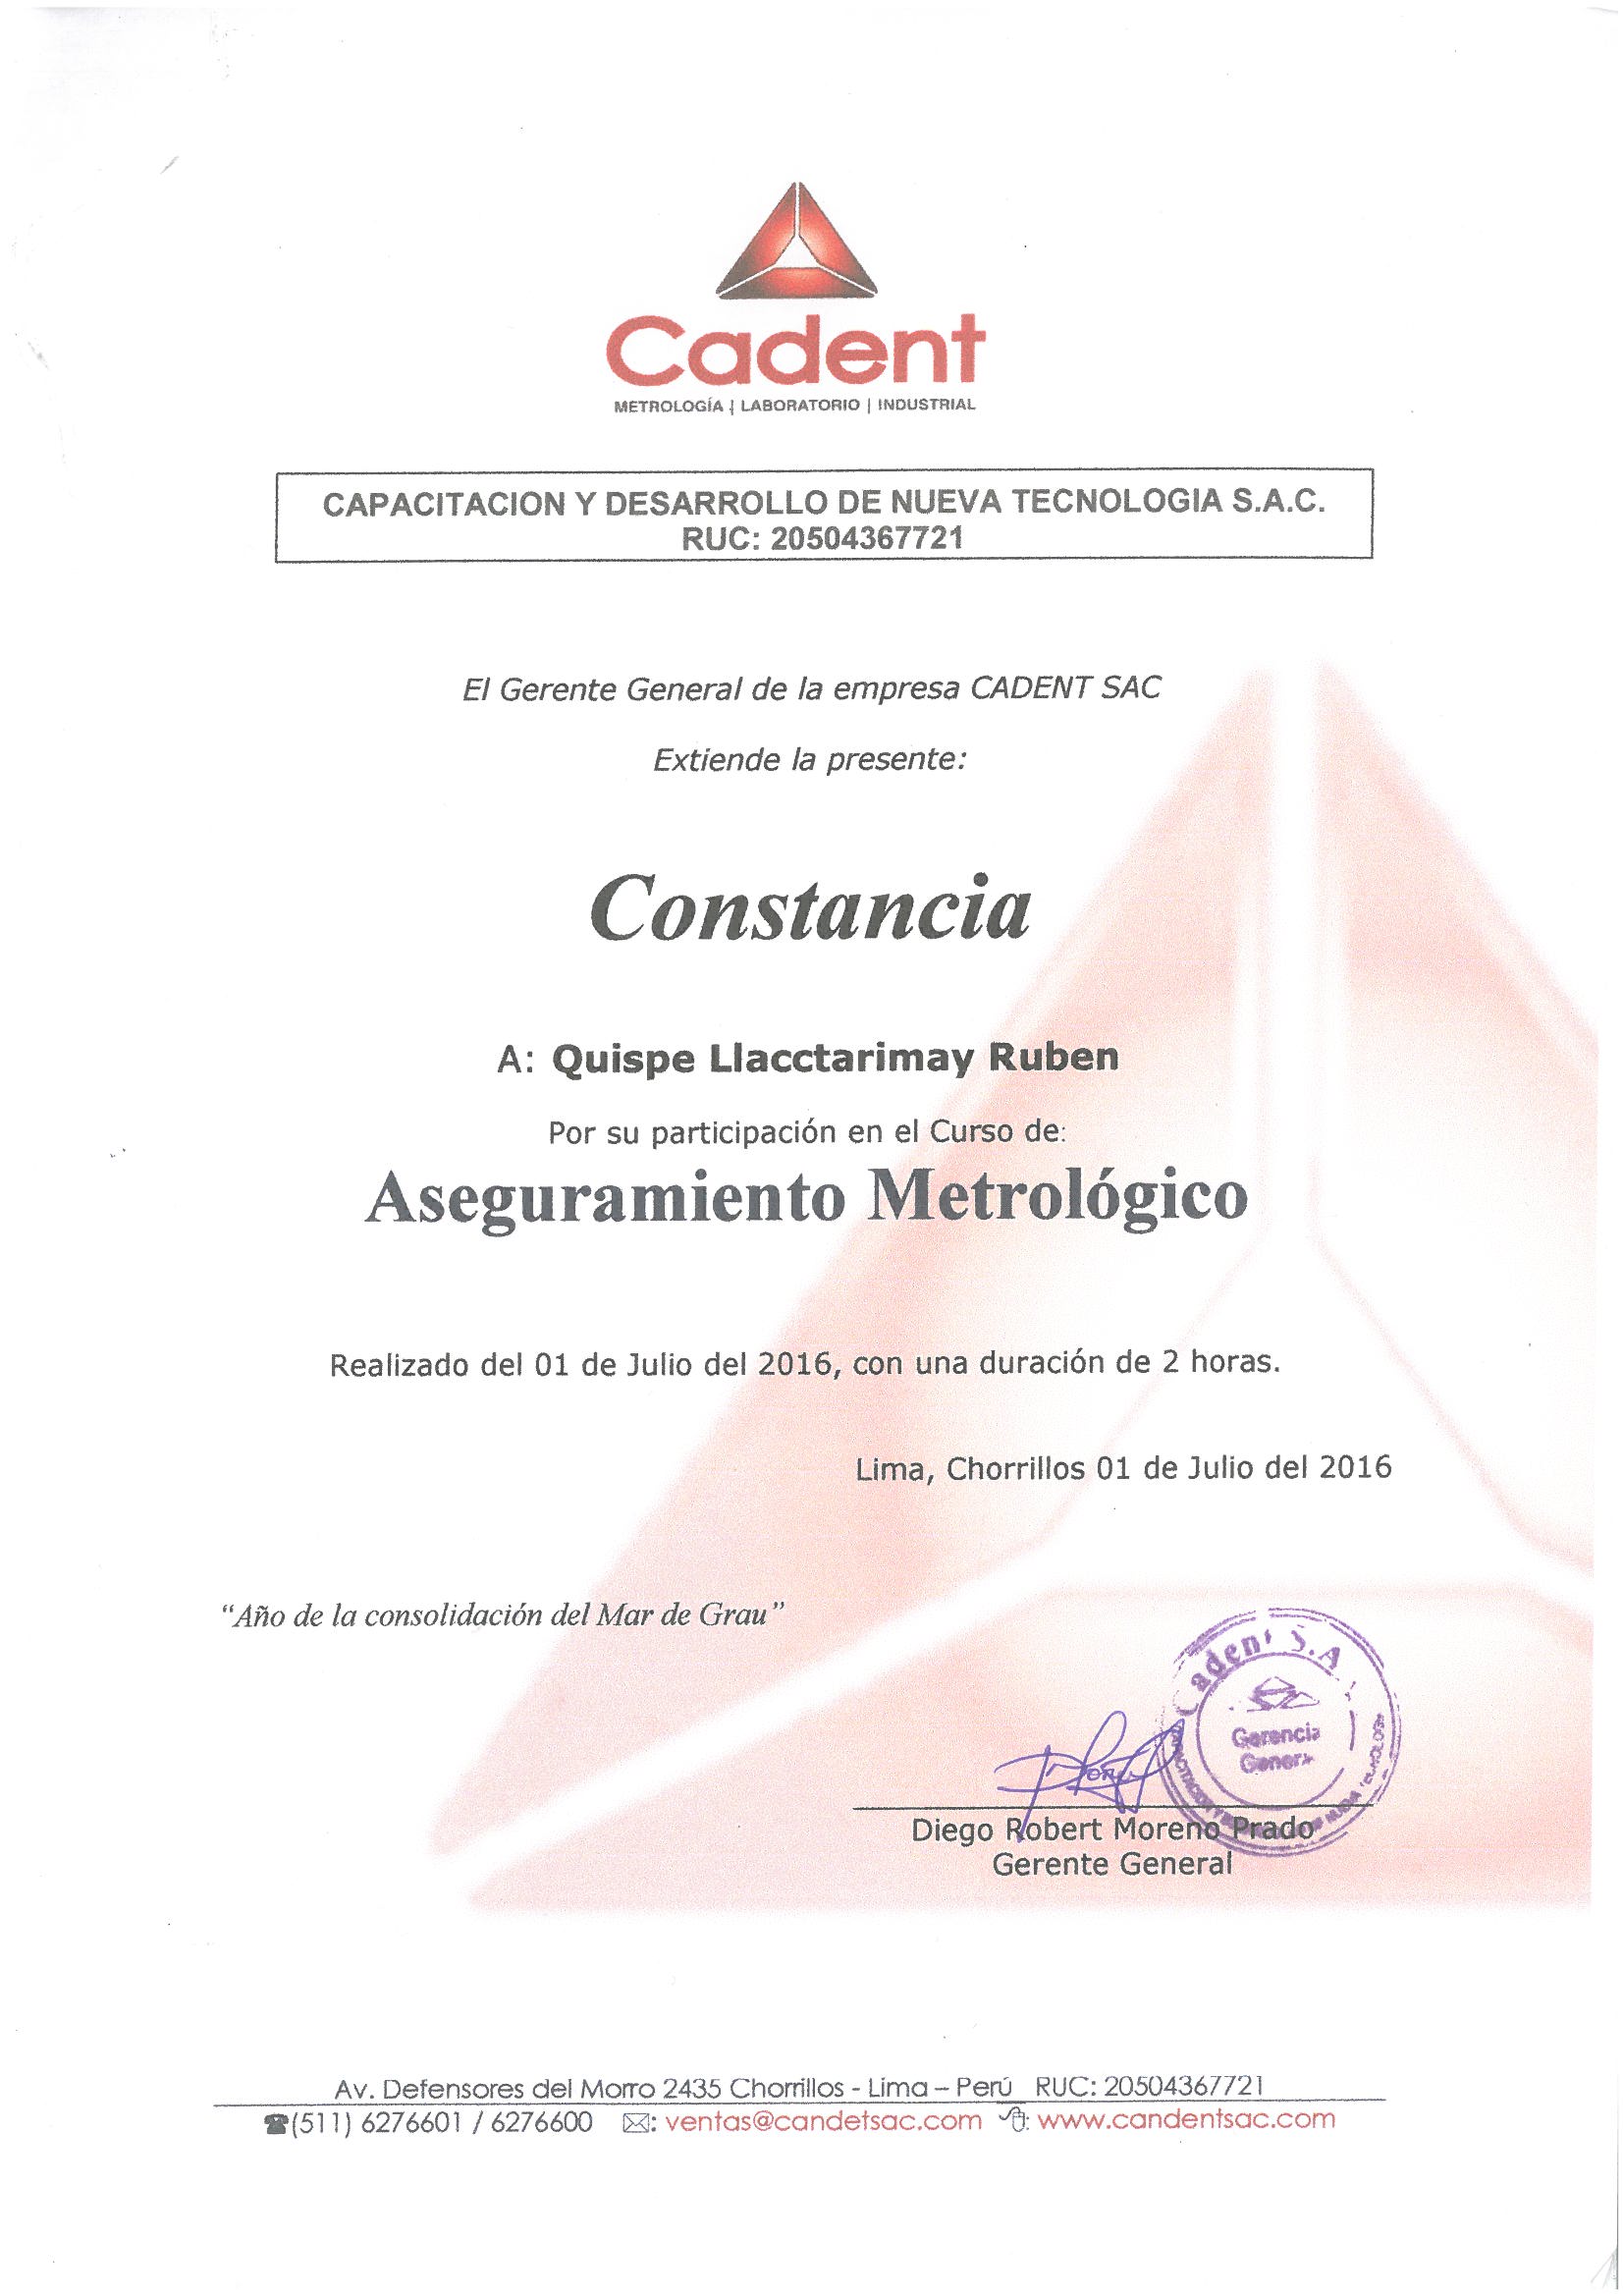 Cadent
METROLOGÍA | LABORATORIO | INDUSTRIAL
CAPACITACION Y DESARROLLO DE NUEVA TECNOLOGIA S.A.C.
RUC: 20504367721
El Gerente General de la empresa CADENT SAC
Extiende la presente:
Constancia
A: Quispe Llacctarimay Ruben
Por su participación en el Curso de:
Aseguramiento Metrológico
Realizado del 01 de Julio del 2016, con una duración de 2 horas.
Lima, Chorrillos 01 de Julio del 2016
“Año de la consolidación del Mar de Grau”
Cadent S.A
Gerencia
Diego Robert Moreno Prado
Gerente General
Av. Defensores del Morro 2435 Chorrillos - Lima – Perú RUC: 20504367721
(511) 6276601 / 6276600 : ventas@candetsac.com : www.candentsac.com